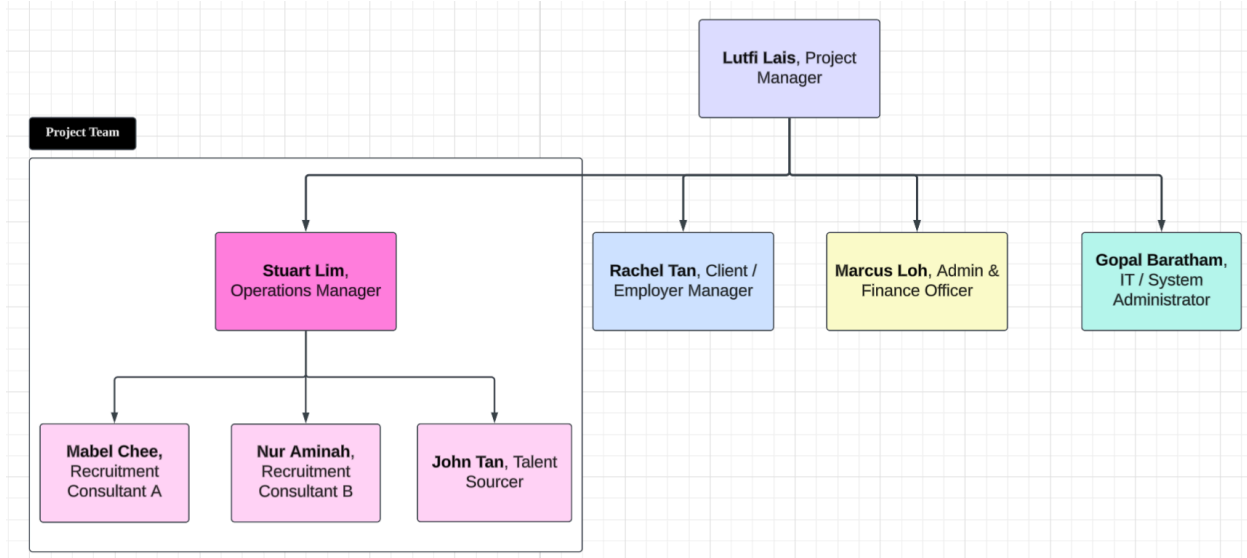 Lutfi Lais, Project
Manager
Project Team
Stuart Lim,
Operations Manager
Rachel Tan, Client /
Employer Manager
Marcus Loh, Admin &
Finance Officer
Gopal Baratham,
IT / System
Administrator
Mabel Chee,
Recruitment
Consultant A
Nur Aminah,
Recruitment
Consultant B
John Tan, Talent
Sourcer